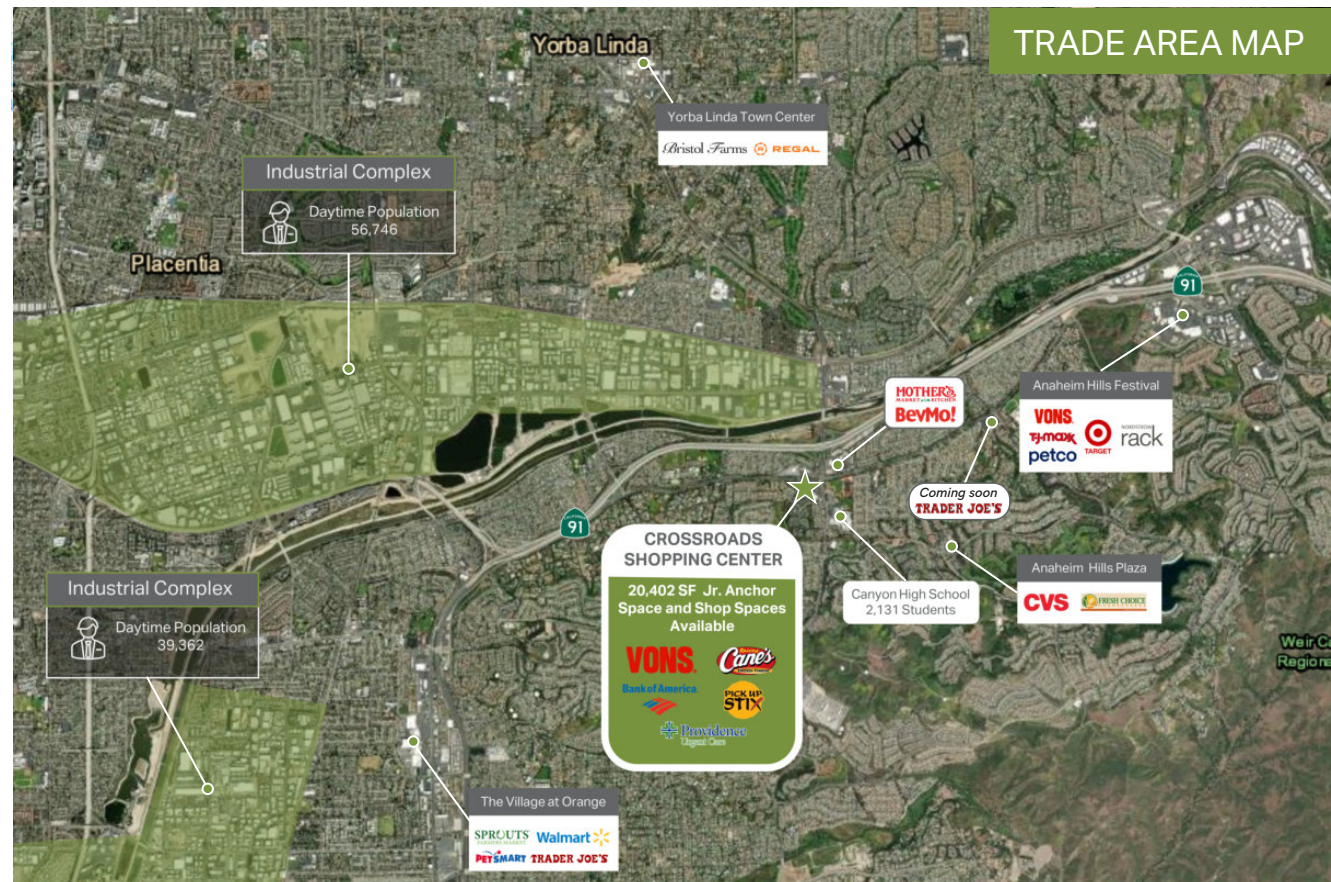 TRADE AREA MAP
Yorba Linda
Yorba Linda Town Center
Bristol Farms REGAL
Industrial Complex
Daytime Population
56,746
Placentia
91
MOTHER'S
MARKET & KITCHEN
BevMo!
Anaheim Hills Festival
VONS.
TJ-maxx
TARGET
NORDSTROM
rack
petco
Coming soon
TRADER JOE'S
91
CROSSROADS
SHOPPING CENTER
20,402 SF Jr. Anchor
Space and Shop Spaces
Available
VONS.
Raising
Cane's
Bank of America
PICK UP
STIX
Providence
Urgent Care
Canyon High School
2,131 Students
Anaheim Hills Plaza
CVS
FRESH CHOICE
Industrial Complex
Daytime Population
39,362
Weir C
Regiona
The Village at Orange
SPROUTS
FARMERS MARKET
Walmart
PETSMART TRADER JOE'S